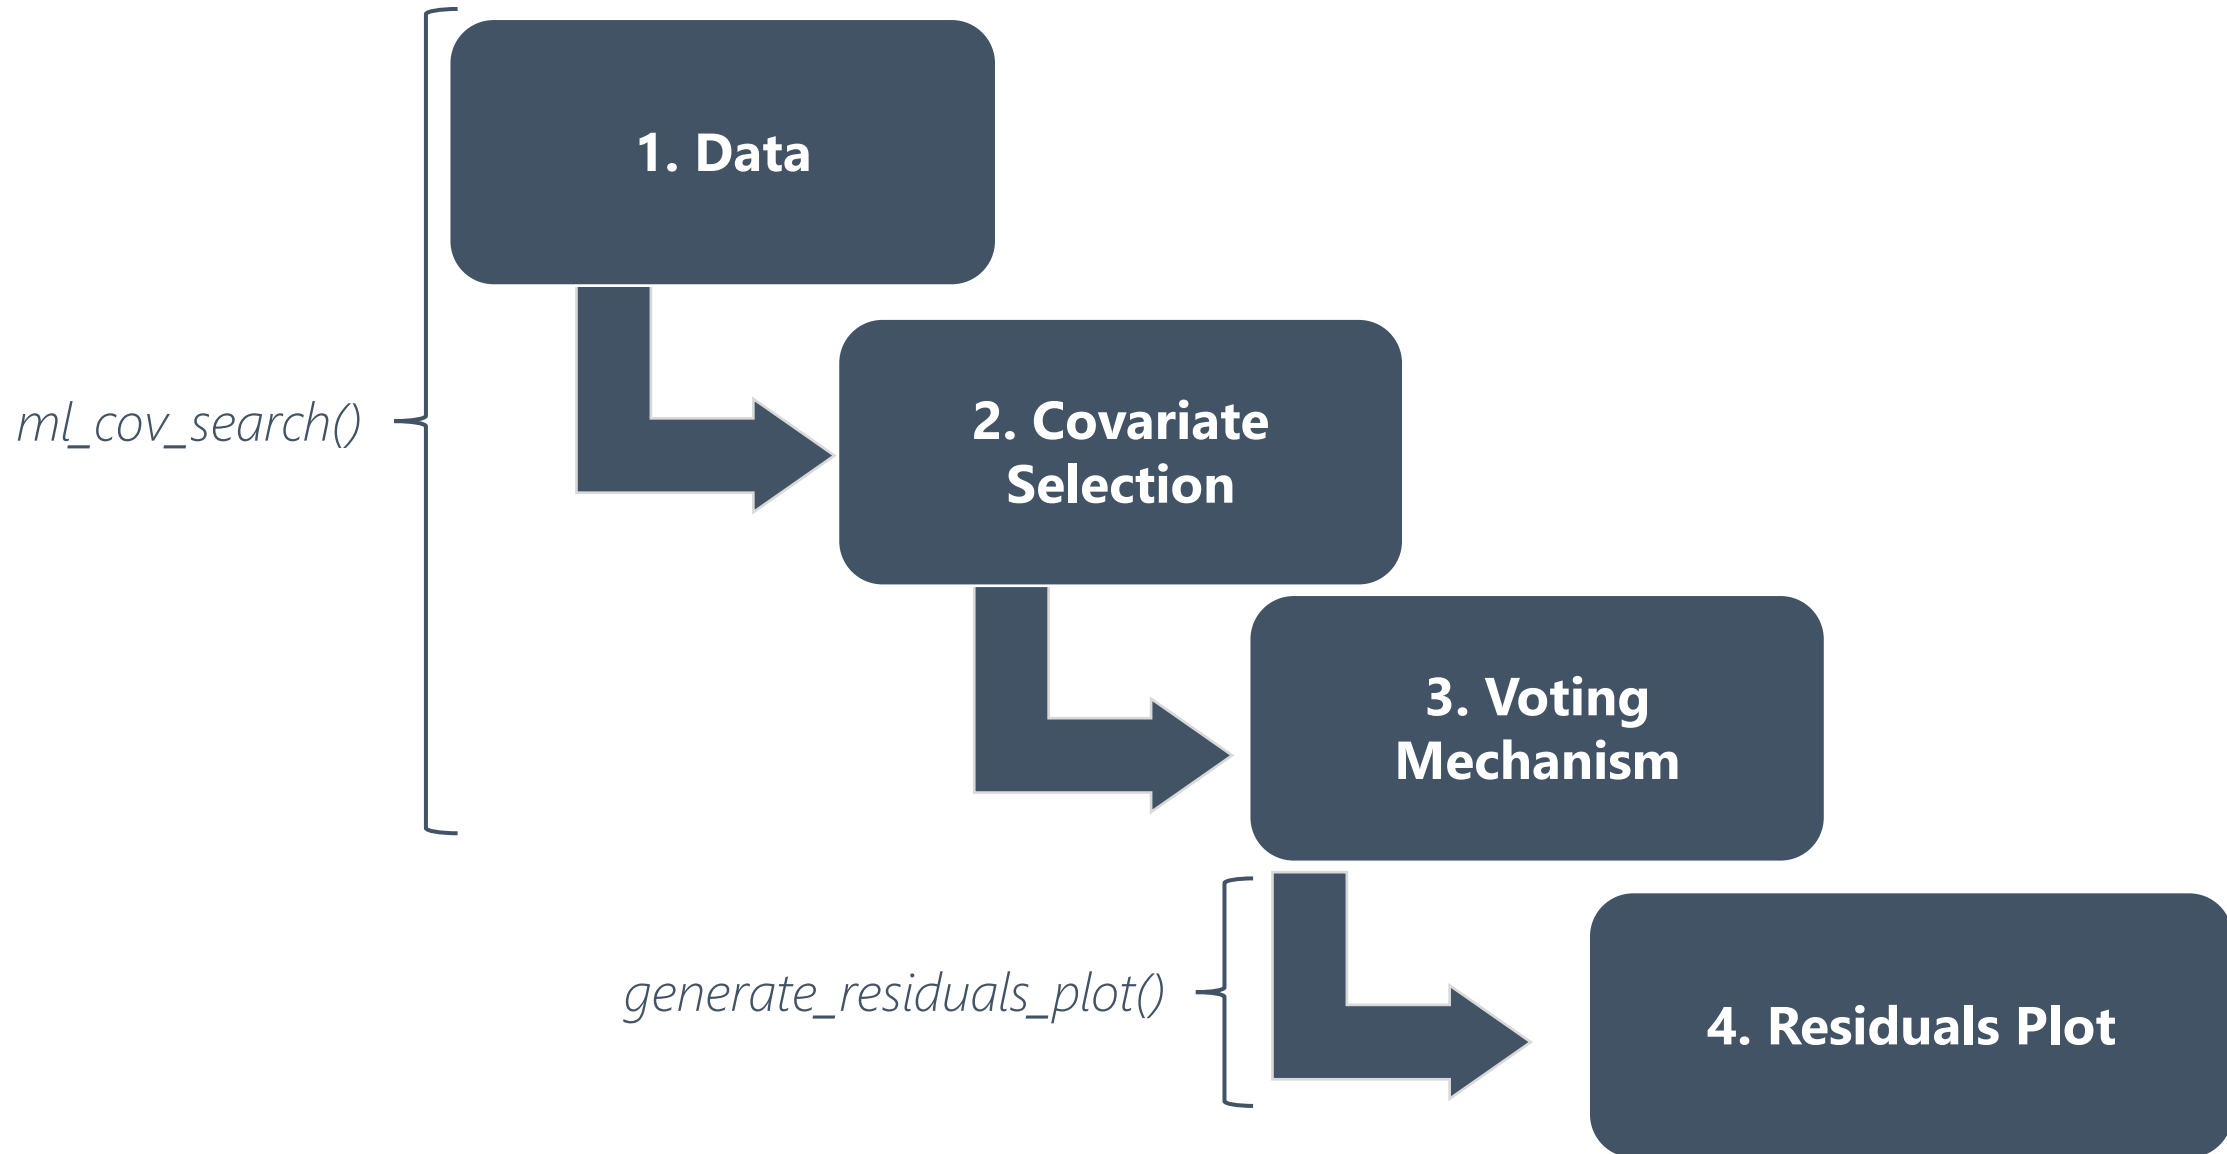 1. Data
ml_cov_search()
2. Covariate
Selection
3. Voting
Mechanism
generate_residuals_plot()
4. Residuals Plot